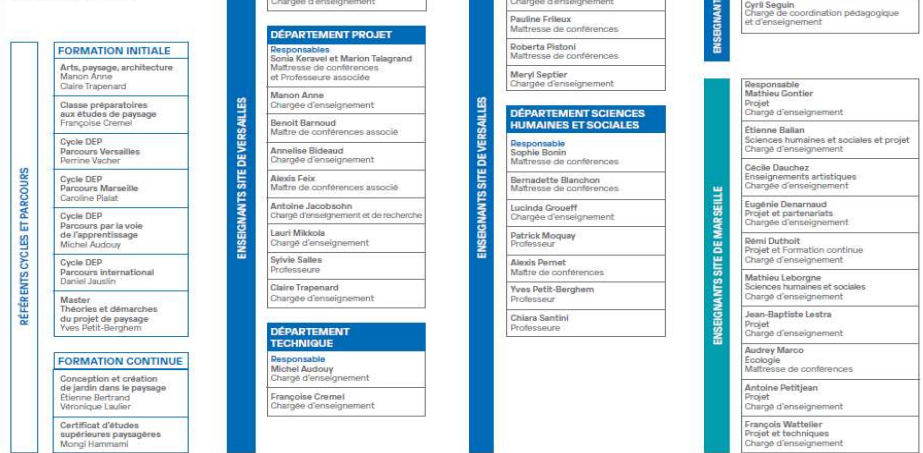 RÉFÉRENTS CYCLES ET PARCOURS
FORMATION INITIALE
Arts, paysage, architecture
Manon Anne
Claire Trapenard
Classe préparatoires
aux études de paysage
Françoise Cremel
Cycle DEP
Parcours Versailles
Perrine Vacher
Cycle DEP
Parcours Marseille
Caroline Pialat
Cycle DEP
Parcours par la voie
de l'apprentissage
Michel Audouy
Cycle DEP
Parcours international
Daniel Jauslin
Master
Théories et démarches
du projet de paysage
Yves Petit-Berghem
FORMATION CONTINUE
Conception et création
de jardin dans le paysage
Étienne Bertrand
Véronique Laulier
Certificat d'études
supérieures paysagères
Mongi Hammami
ENSEIGNANTS SITE DE VERSAILLES
Chargée d'enseignement
DÉPARTEMENT PROJET
Responsables
Sonia Keravel et Marion Talagrand
Maîtresse de conférences
et Professeure associée
Manon Anne
Chargée d'enseignement
Benoit Barnoud
Maître de conférences associé
Annelise Bideaud
Chargée d'enseignement
Alexis Feix
Maître de conférences associé
Antoine Jacobsohn
Chargé d'enseignement et de recherche
Lauri Mikkola
Chargé d'enseignement
Sylvie Salles
Professeure
Claire Trapenard
Chargée d'enseignement
DÉPARTEMENT
TECHNIQUE
Responsable
Michel Audouy
Chargé d'enseignement
Françoise Cremel
Chargée d'enseignement
ENSEIGNANTS SITE DE VERSAILLES
Chargée d'enseignement
Pauline Frileux
Maîtresse de conférences
Roberta Pistoni
Maîtresse de conférences
Meryl Septier
Chargée d'enseignement
DÉPARTEMENT SCIENCES
HUMAINES ET SOCIALES
Responsable
Sophie Bonin
Maîtresse de conférences
Bernadette Blanchon
Maîtresse de conférences
Lucinda Groueff
Chargée d'enseignement
Patrick Moquay
Professeur
Alexis Pernet
Maître de conférences
Yves Petit-Berghem
Professeur
Chiara Santini
Professeure
ENSEIGNANT
Cyril Seguin
Chargé de coordination pédagogique
et d'enseignement
ENSEIGNANTS SITE DE MARSEILLE
Responsable
Mathieu Gontier
Projet
Chargé d'enseignement
Étienne Ballan
Sciences humaines et sociales et projet
Chargé d'enseignement
Cécile Dauchez
Enseignements artistiques
Chargée d'enseignement
Eugénie Denarnaud
Projet et partenariats
Chargée d'enseignement
Rémi Duthoit
Projet et Formation continue
Chargé d'enseignement
Mathieu Leborgne
Sciences humaines et sociales
Chargé d'enseignement
Jean-Baptiste Lestra
Projet
Chargé d'enseignement
Audrey Marco
Écologie
Maîtresse de conférences
Antoine Petitjean
Projet
Chargé d'enseignement
François Wattellier
Projet et techniques
Chargé d'enseignement